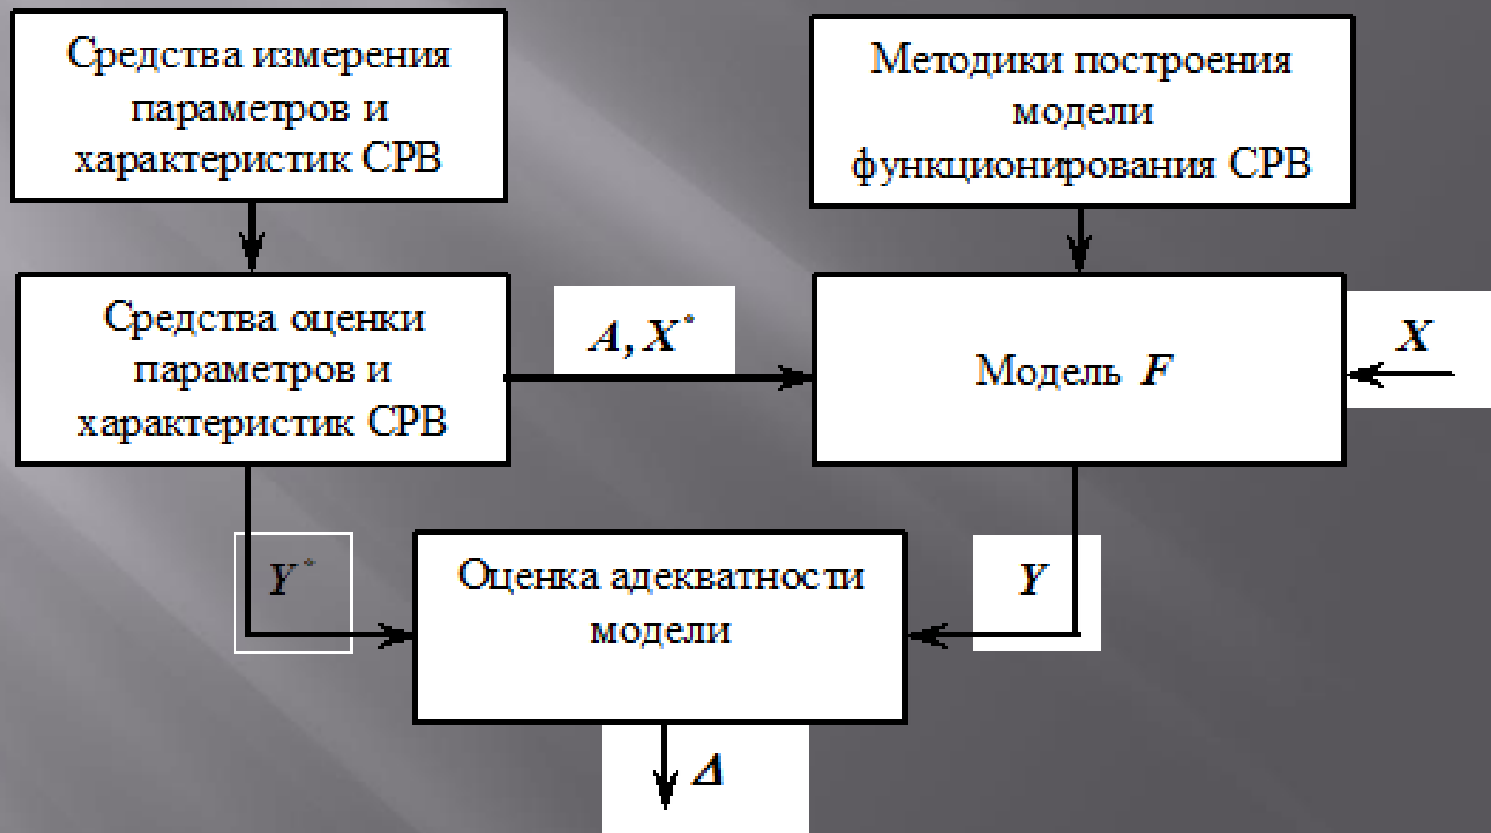 Средства измерения
параметров и
характеристик СРВ
Методики построения
модели
функционирования СРВ
Средства оценки
параметров и
характеристик СРВ
A, X*
Модель F
X
Y*
Оценка адекватности
модели
Y
Δ